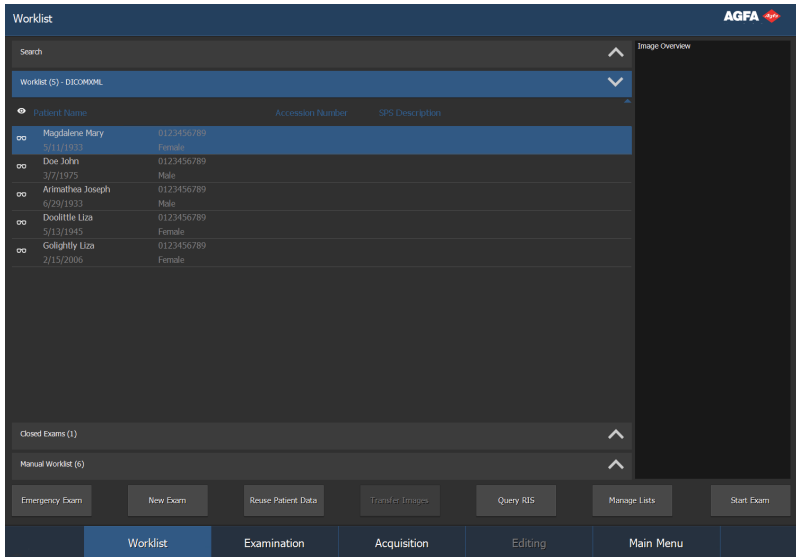 Worklist
AGFA
Search
Image Overview
Worklist (5) - DICOMXML
Patient Name Accession Number SPS Description
Magdalene Mary 0123456789
5/11/1933 Female
Doe John 0123456789
3/7/1975 Male
Arimathea Joseph 0123456789
6/29/1933 Male
Doolittle Liza 0123456789
5/13/1945 Female
Golightly Liza 0123456789
2/15/2006 Female
Closed Exams (1)
Manual Worklist (6)
Emergency Exam New Exam Reuse Patient Data Transfer Images Query RIS Manage Lists Start Exam
Worklist Examination Acquisition Editing Main Menu